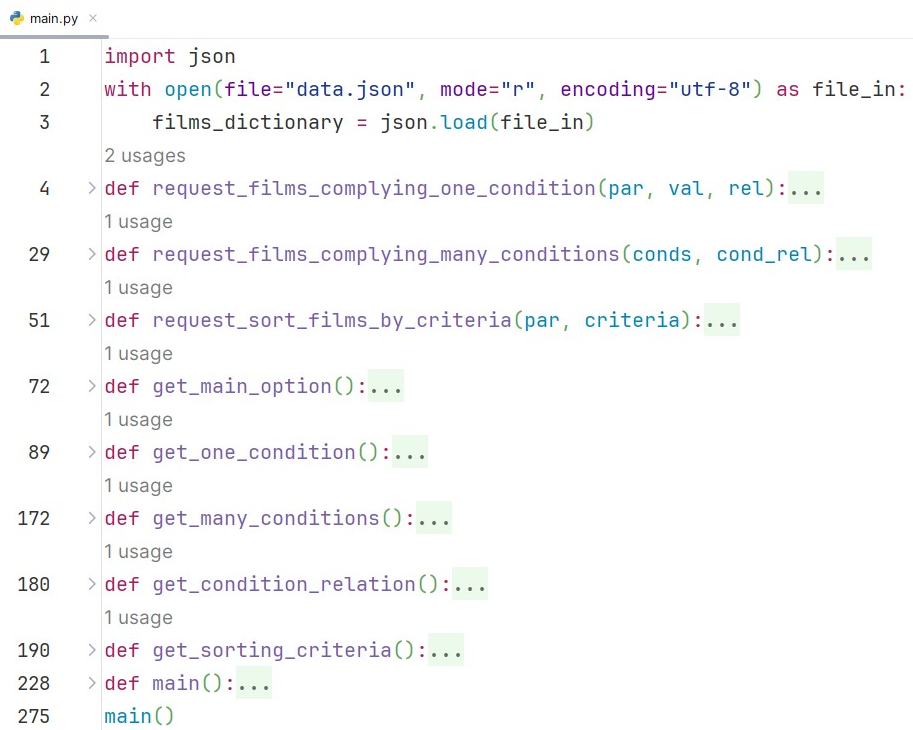 main.py ×
1 import json
2 with open(file="data.json", mode="r", encoding="utf-8") as file_in:
3     films_dictionary = json.load(file_in)
2 usages
4 > def request_films_complying_one_condition(par, val, rel):...
1 usage
29 > def request_films_complying_many_conditions(conds, cond_rel):...
1 usage
51 > def request_sort_films_by_criteria(par, criteria):...
1 usage
72 > def get_main_option():...
1 usage
89 > def get_one_condition():...
1 usage
172 > def get_many_conditions():...
1 usage
180 > def get_condition_relation():...
1 usage
190 > def get_sorting_criteria():...
228 > def main():...
275 main()